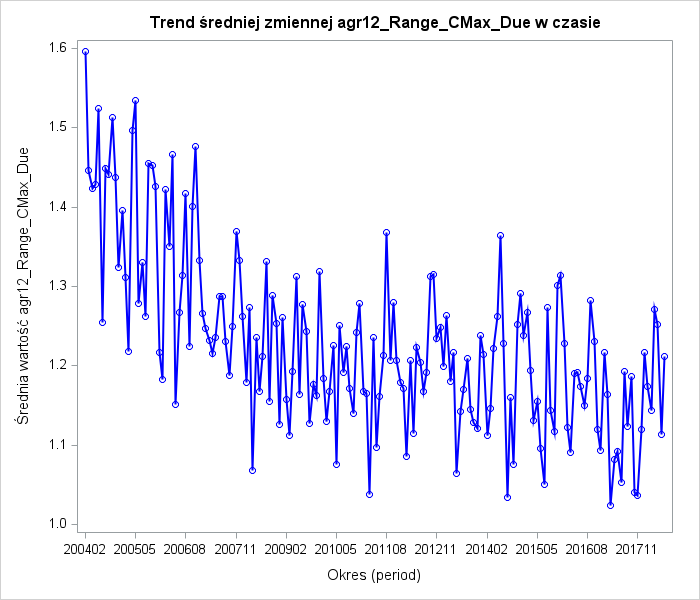 Trend średniej zmiennej agr12_Range_CMax_Due w czasie
Średnia wartość agr12_Range_CMax_Due
1.6
1.5
1.4
1.3
1.2
1.1
1.0
200402 200505 200608 200711 200902 201005 201108 201211 201402 201505 201608 201711
Okres (period)